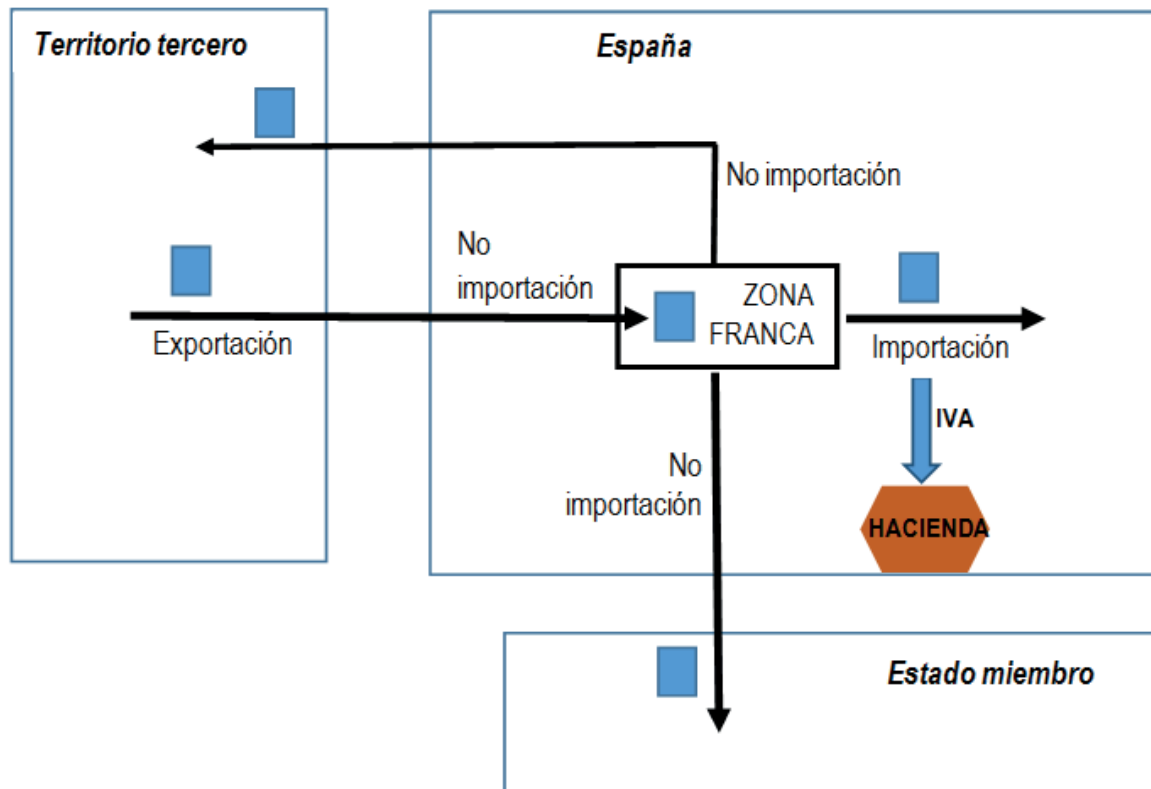 Territorio tercero
España
No importación
No
importación
ZONA
FRANCA
Exportación
Importación
IVA
No
importación
HACIENDA
Estado miembro